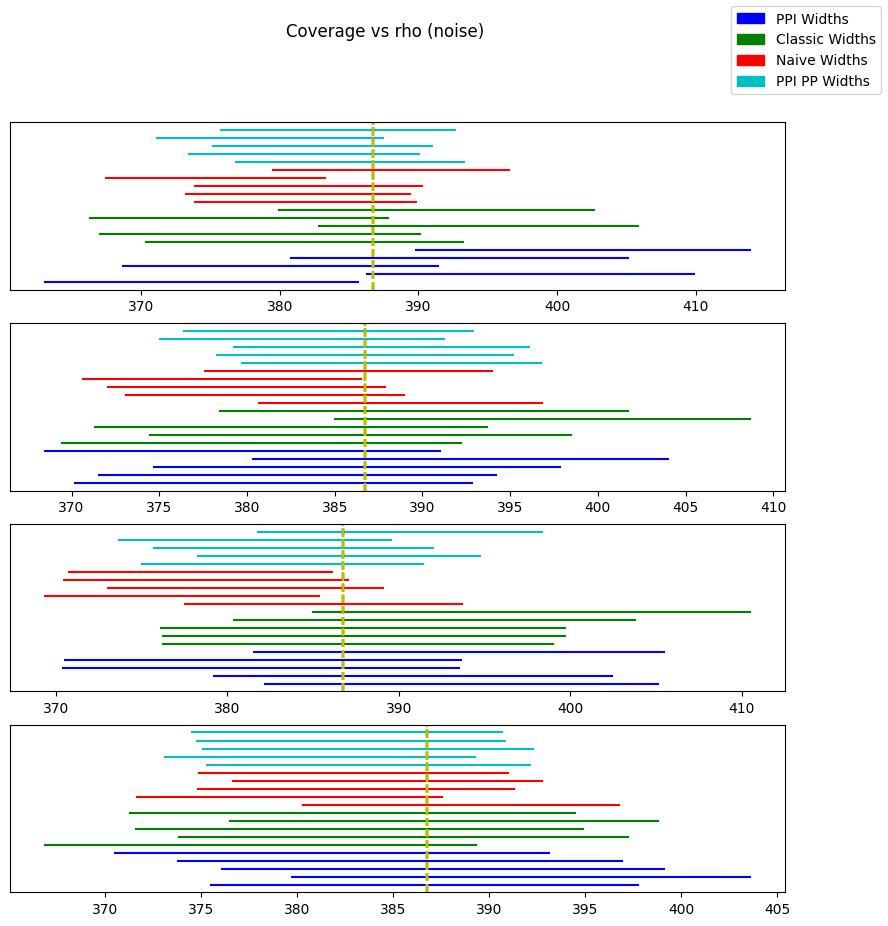 Coverage vs rho (noise)
PPI Widths
Classic Widths
Naive Widths
PPI PP Widths
370 380 390 400 410
370 375 380 385 390 395 400 405 410
370 380 390 400 410
370 375 380 385 390 395 400 405